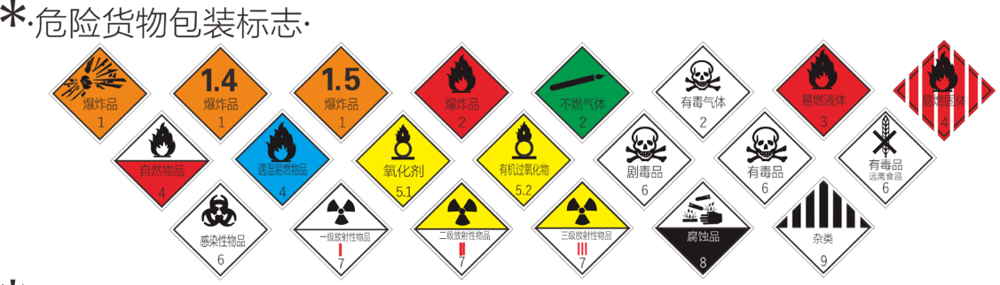 *·危险货物包装标志·
爆炸品
1
1.4
爆炸品
1
1.5
爆炸品
1
爆炸品
2
不燃气体
2
有毒气体
2
易燃液体
3
易燃固体
4
自然物品
4
遇湿易燃物品
4
氧化剂
5.1
有机过氧化物
5.2
剧毒品
6
有毒品
6
有毒品
远离食品
6
感染性物品
6
一级放射性物品
7
二级放射性物品
7
三级放射性物品
7
腐蚀品
8
杂类
9